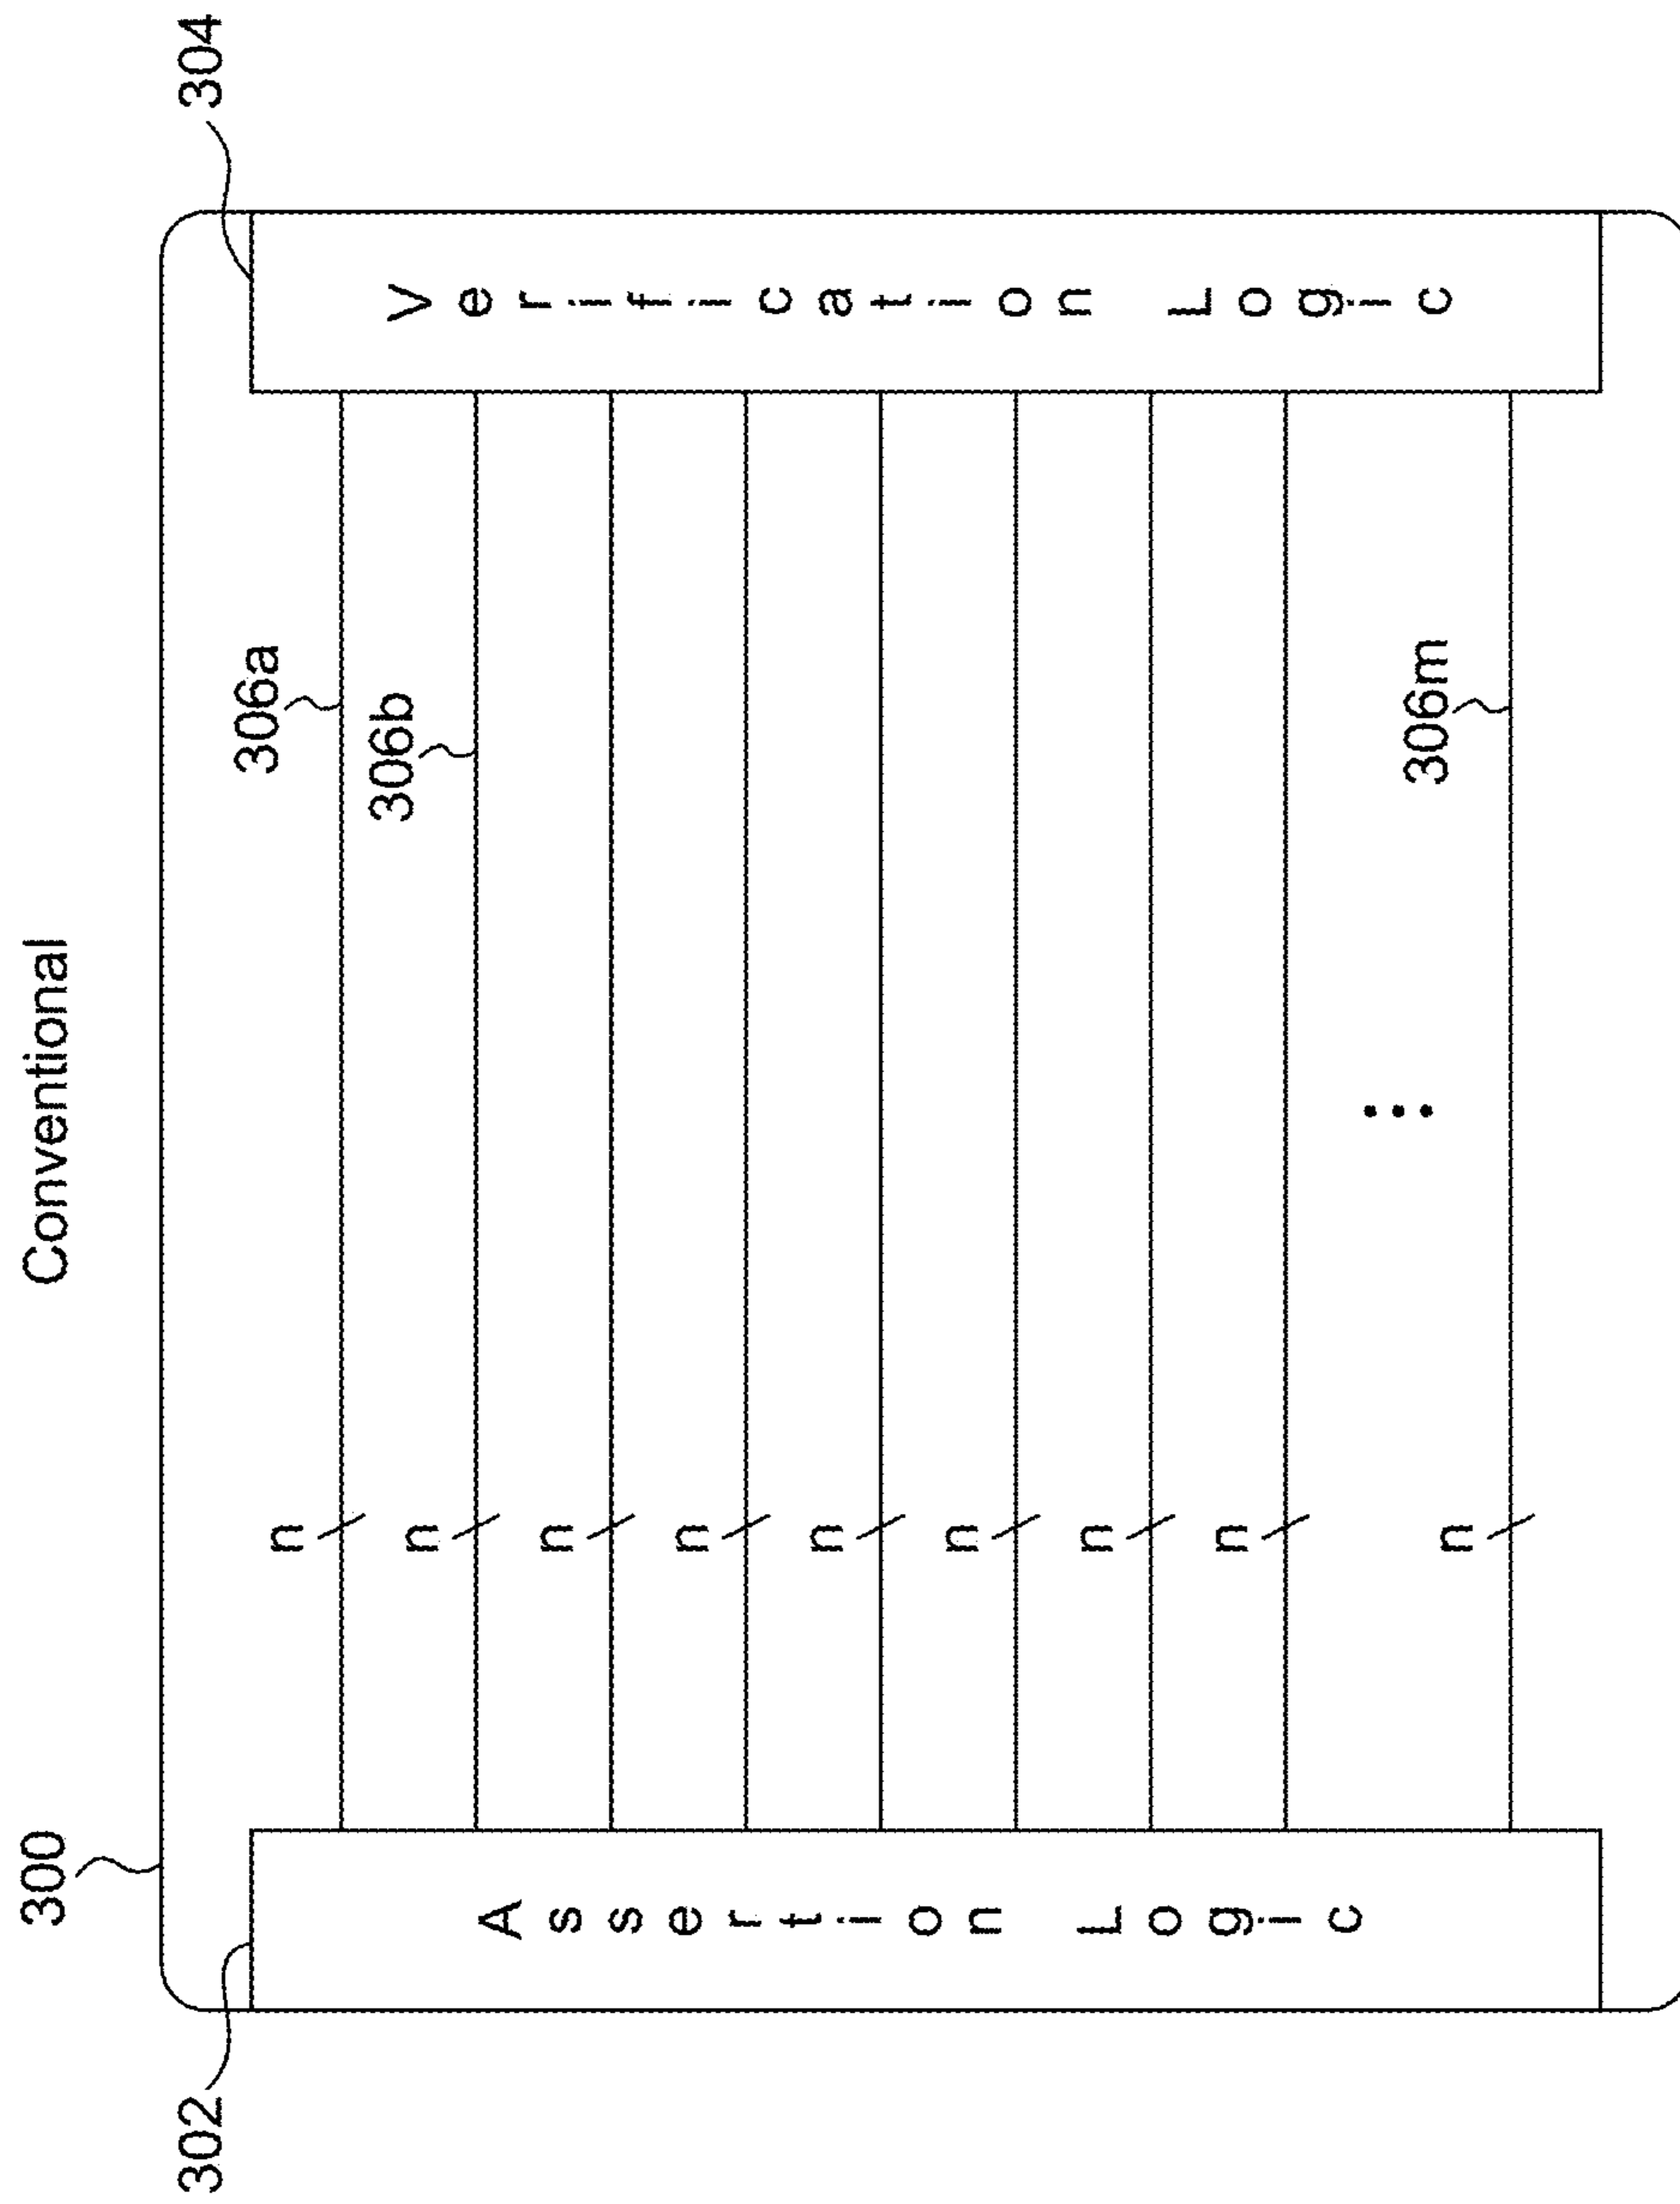 Conventional
300
302
304
306a
306b
306m
n
n
n
n
n
n
n
n
n
Assertion Logic
Verification Logic